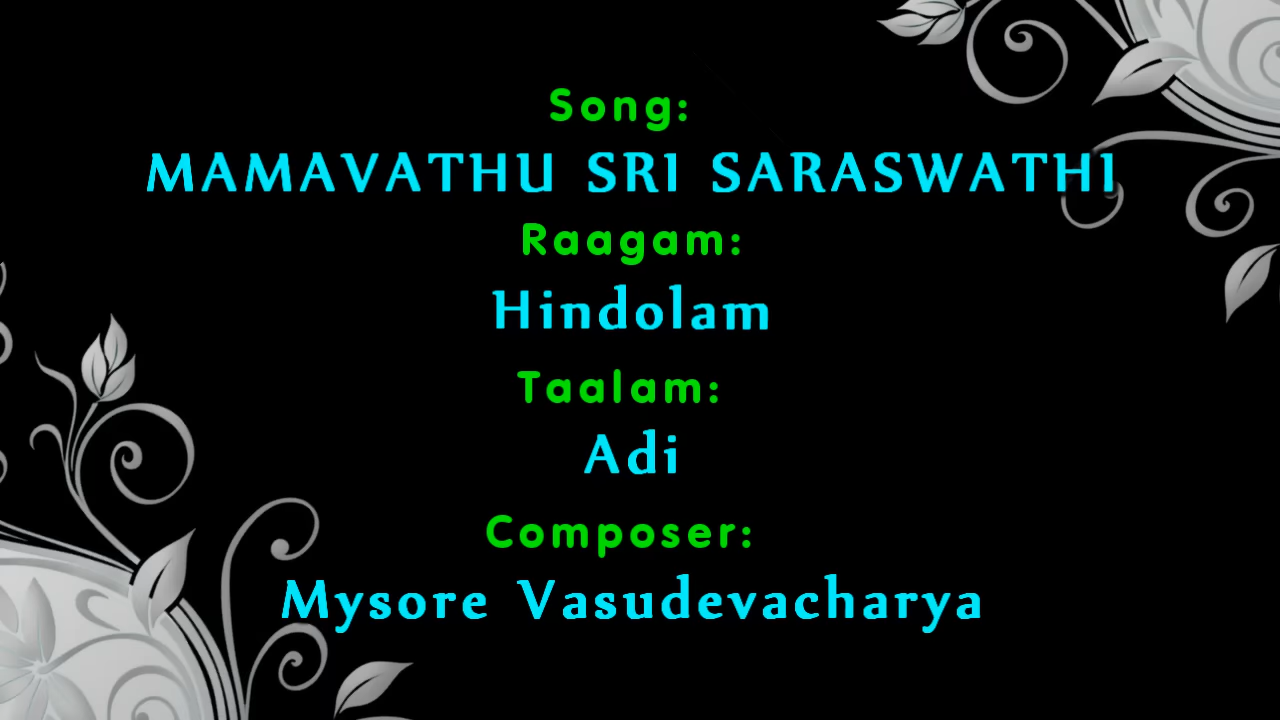 Song:
MAMAVATHU SRI SARASWATHI
Raagam:
Hindolam
Taalam:
Adi
Composer:
Mysore Vasudevacharya